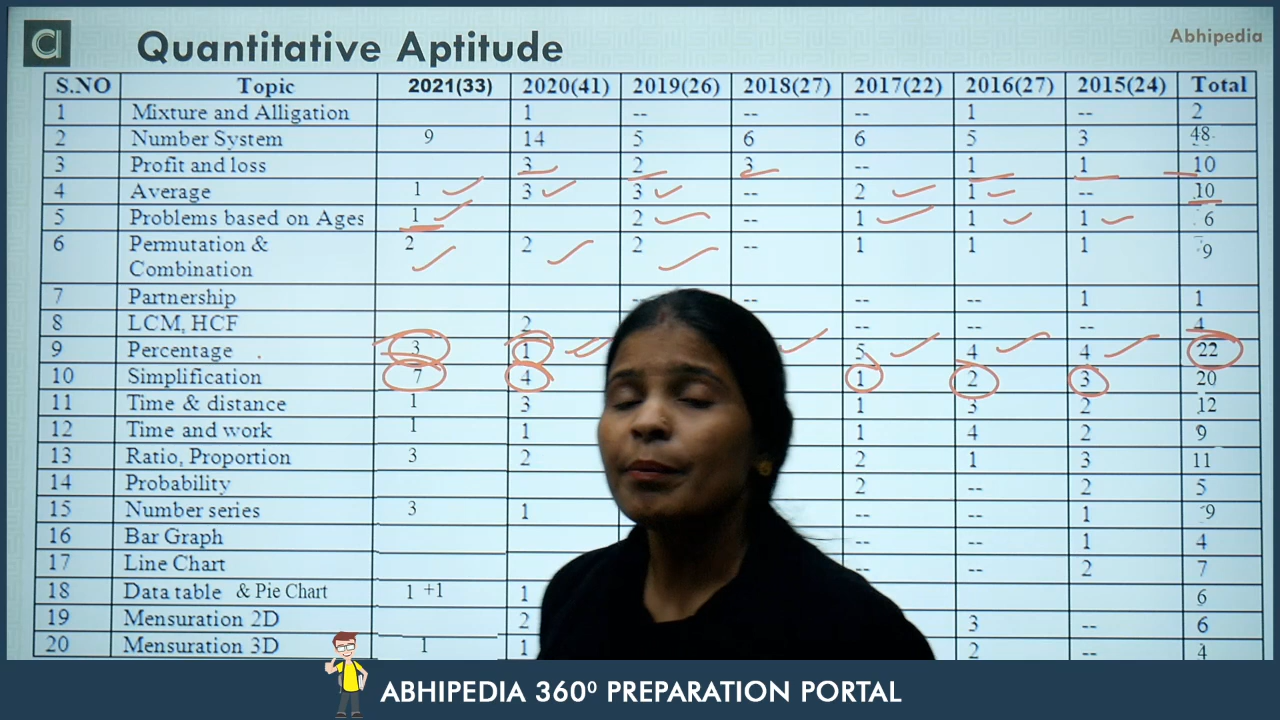 Quantitative Aptitude
Abhipedia
S.NO Topic 2021(33) 2020(41) 2019(26) 2018(27) 2017(22) 2016(27) 2015(24) Total
1 Mixture and Alligation 1 -- -- -- 1 -- 2
2 Number System 9 14 5 6 6 5 3 48
3 Profit and loss 3 2 3 -- 1 1 10
4 Average 1 3 3 -- 2 1 -- 10
5 Problems based on Ages 1 2 -- 1 1 1 6
6 Permutation & 2 2 2 -- 1 1 1 9
Combination
7 Partnership -- -- -- 1 1
8 LCM, HCF 2 -- -- -- 4
9 Percentage 3 1 5 4 4 22
10 Simplification 7 4 1 2 3 20
11 Time & distance 1 3 1 3 2 12
12 Time and work 1 1 1 4 2 9
13 Ratio, Proportion 3 2 2 1 3 11
14 Probability 2 -- 2 5
15 Number series 3 1 -- -- 1 9
16 Bar Graph -- -- 1 4
17 Line Chart -- -- 2 7
18 Data table & Pie Chart 1 +1 1 6
19 Mensuration 2D 2 3 -- 6
20 Mensuration 3D 1 1 2 -- 4
ABHIPEDIA 360⁰ PREPARATION PORTAL